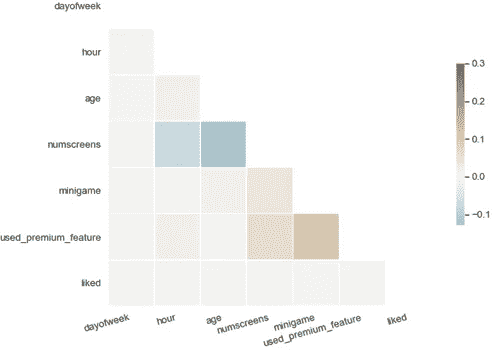 dayofweek
hour
age
numscreens
minigame
used_premium_feature
liked
0.3
0.2
0.1
0.0
−0.1
dayofweek
hour
age
numscreens
minigame
used_premium_feature
liked